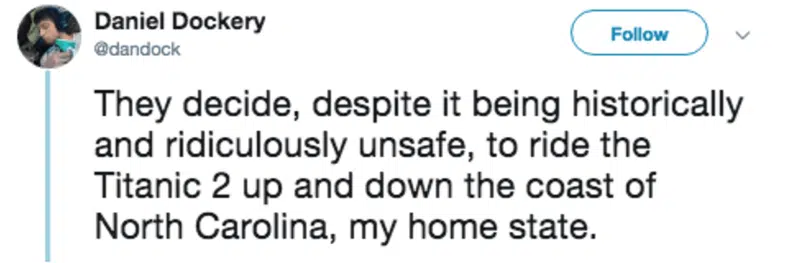 Daniel Dockery
@dandock
Follow
They decide, despite it being historically
and ridiculously unsafe, to ride the
Titanic 2 up and down the coast of
North Carolina, my home state.